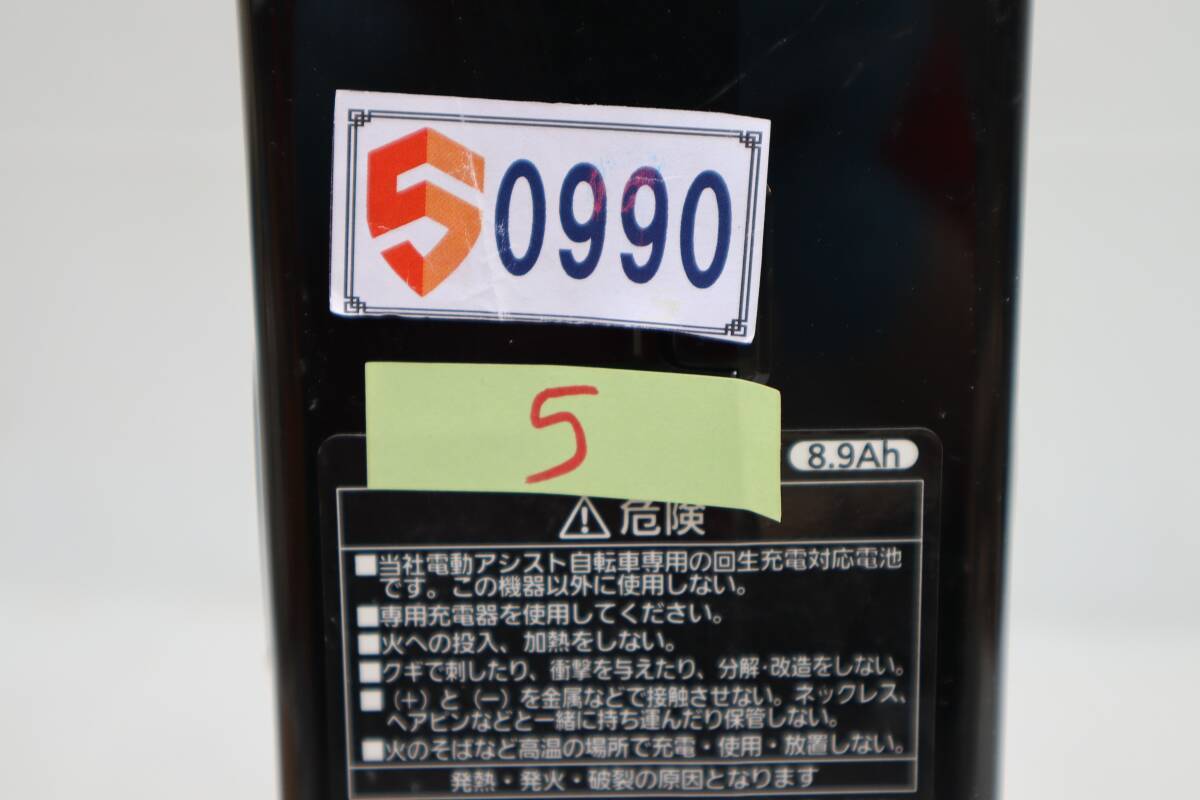 0990
5
8.9Ah
危険
■当社電動アシスト自転車専用の回生充電対応電池
です。この機器以外に使用しない。
■専用充電器を使用してください。
■火への投入、加熱をしない。
■クギで刺したり、衝撃を与えたり、分解・改造をしない。
■(+)と(−)を金属などで接触させない。ネックレス、
ヘアピンなどと一緒に持ち運んだり保管しない。
■火のそばなど高温の場所で充電・使用・放置しない。
発熱・発火・破裂の原因となります